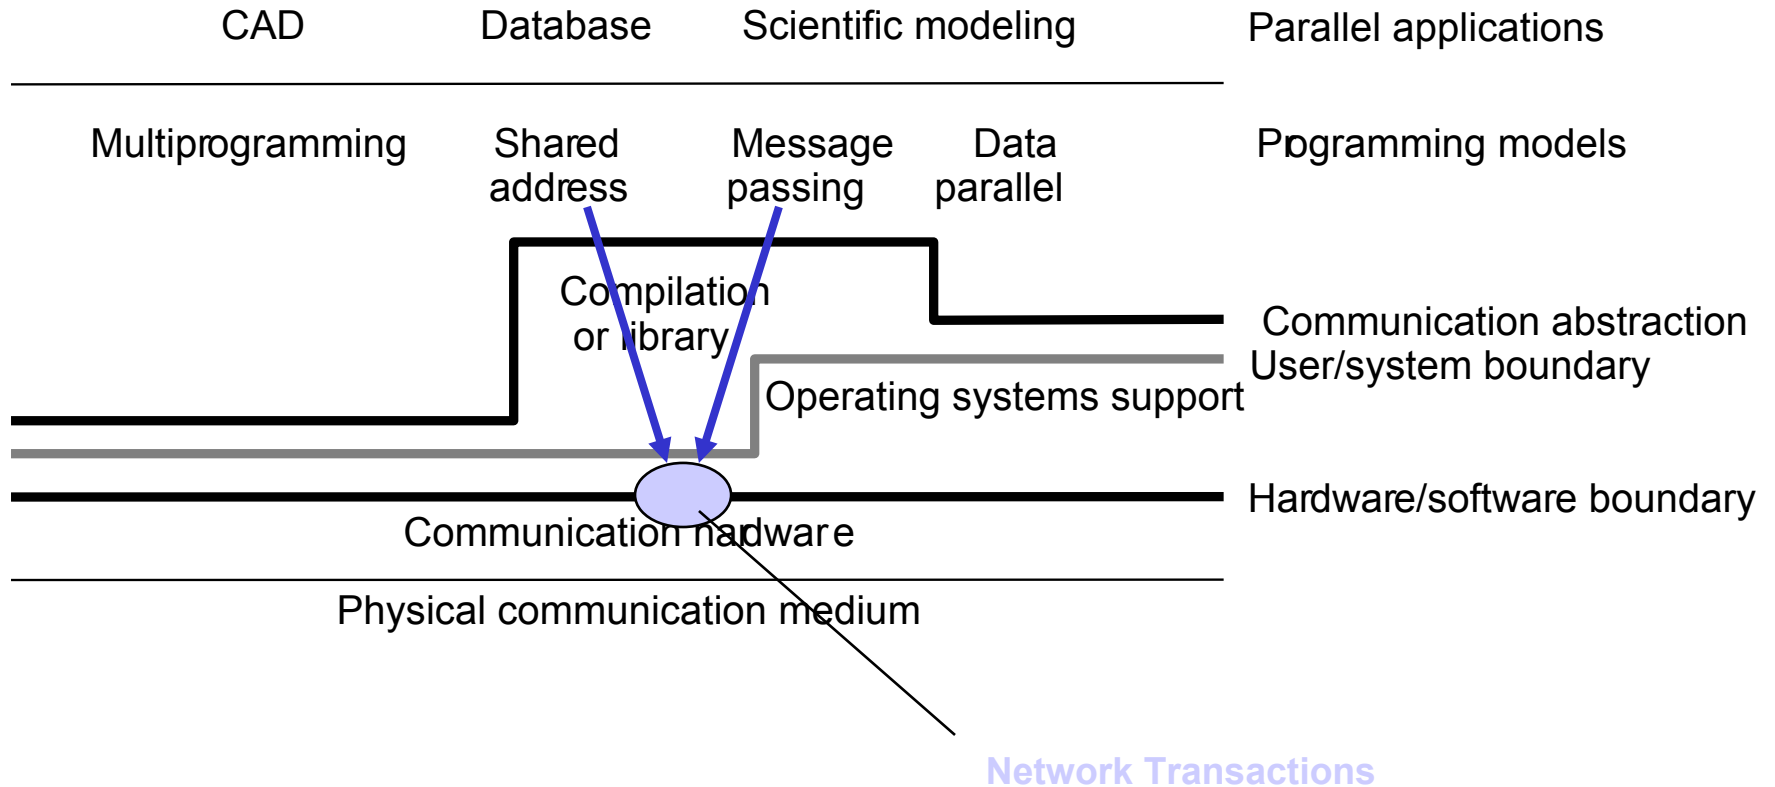 CAD Database Scientific modeling Parallel applications
Multiprogramming Shared Message Data Programming models
address passing parallel
Compilation
or library
Communication abstraction
User/system boundary
Operating systems support
Hardware/software boundary
Communication hardware
Physical communication medium
Network Transactions